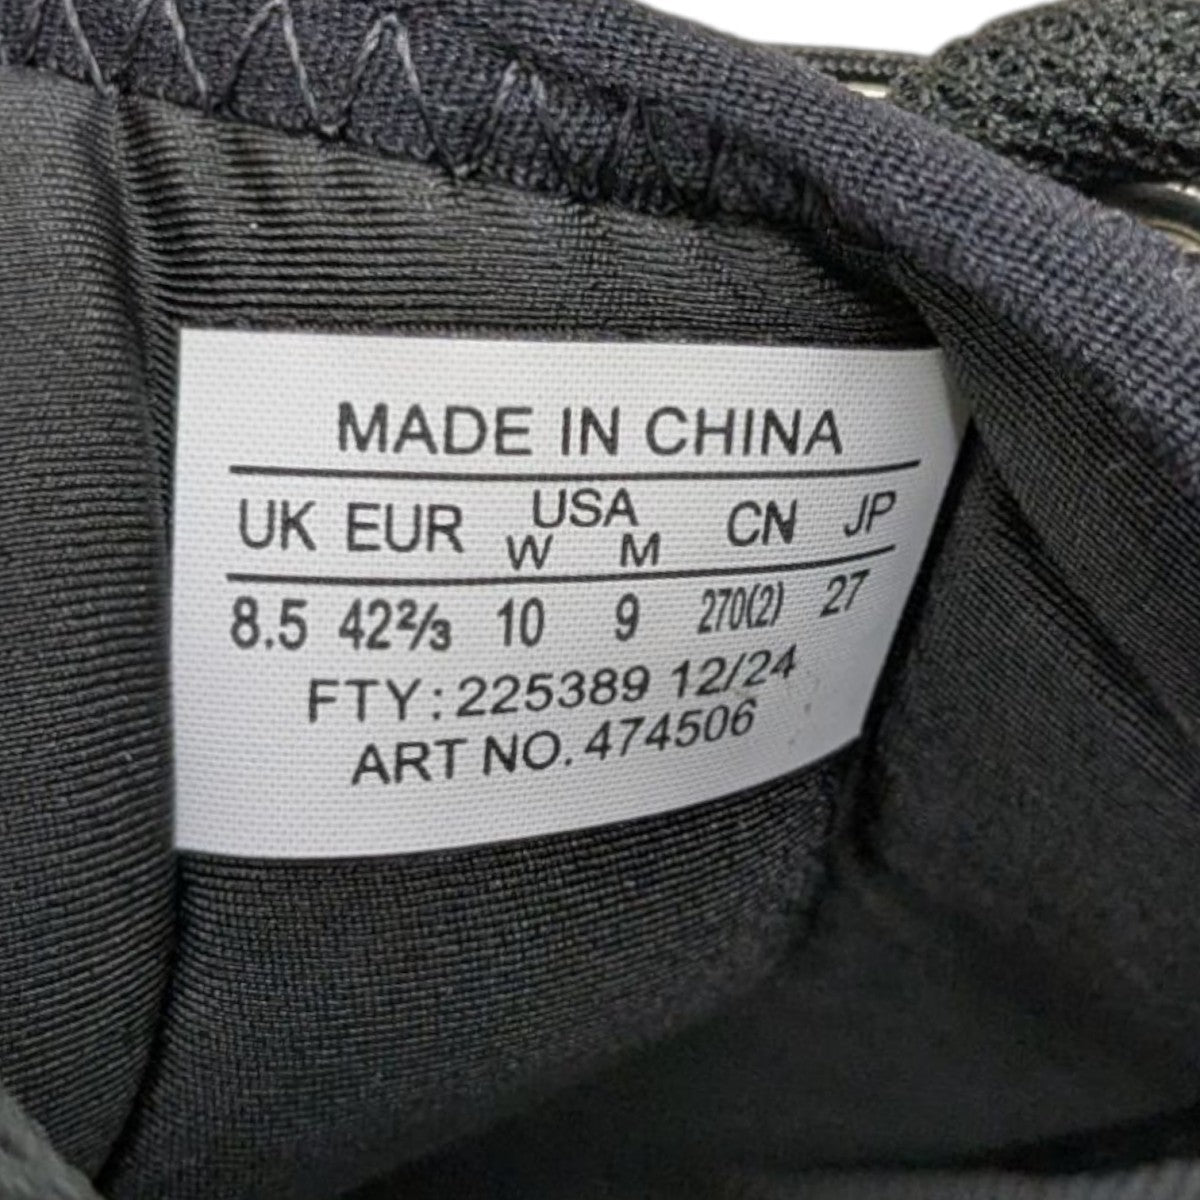 MADE IN CHINA
UK EUR USA CN JP
W M
8.5 42⅔ 10 9 270(2) 27
FTY: 225389 12/24
ART NO. 474506